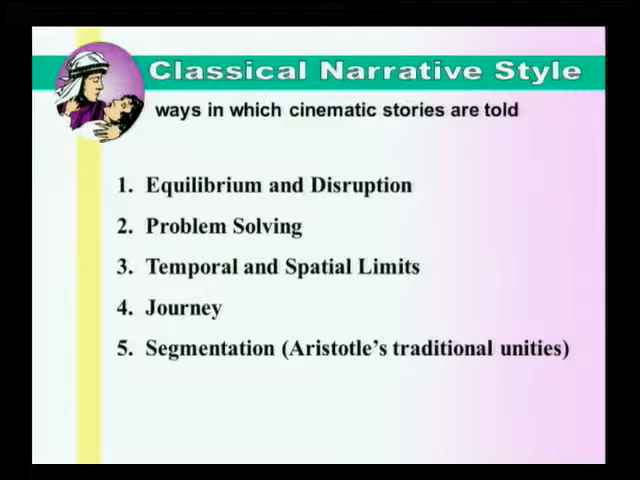 Classical Narrative Style
ways in which cinematic stories are told
1. Equilibrium and Disruption
2. Problem Solving
3. Temporal and Spatial Limits
4. Journey
5. Segmentation (Aristotle's traditional unities)